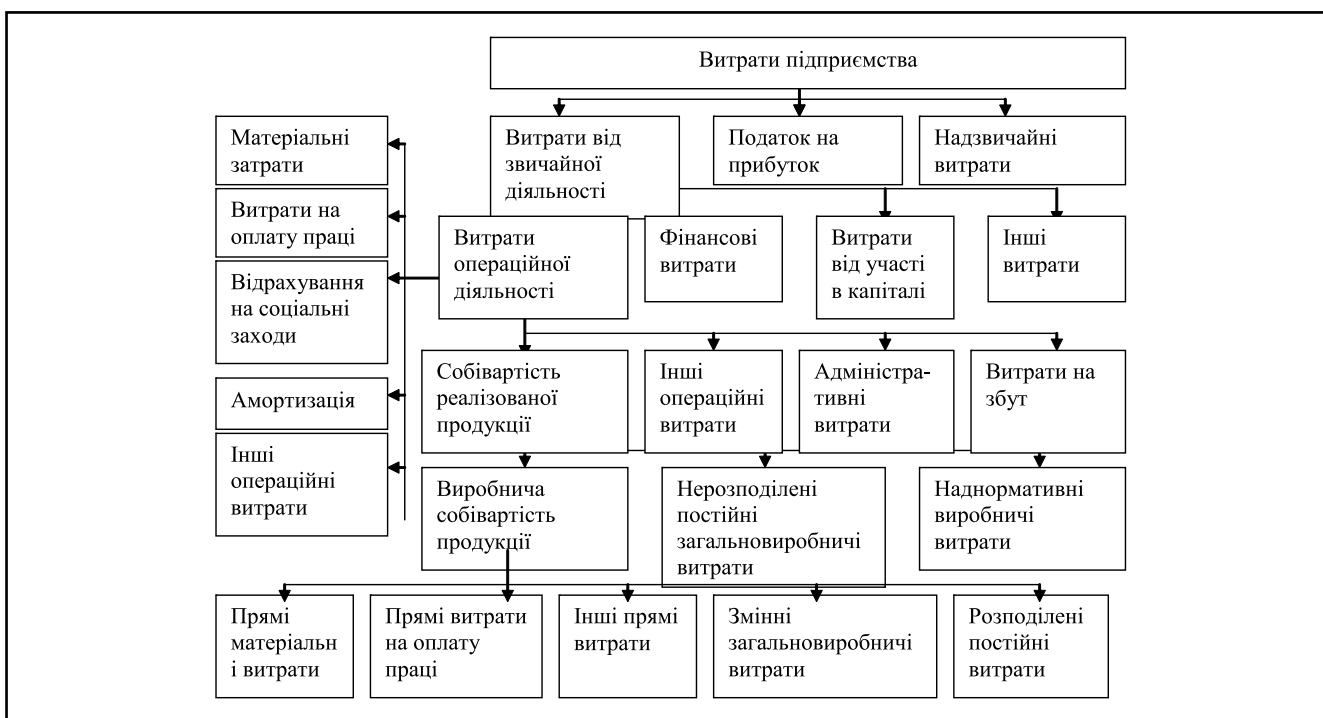 Витрати підприємства
Матеріальні
затрати
Витрати від
звичайної
діяльності
Податок на
прибуток
Надзвичайні
витрати
Витрати на
оплату праці
Витрати
операційної
діяльності
Фінансові
витрати
Витрати
від участі
в капіталі
Інші
витрати
Відрахування
на соціальні
заходи
Собівартість
реалізованої
продукції
Інші
операційні
витрати
Адміністра-
тивні
витрати
Витрати на
збут
Амортизація
Інші
операційні
витрати
Виробнича
собівартість
продукції
Нерозподілені
постійні
загальновиробничі
витрати
Наднормативні
виробничі
витрати
Прямі
матеріальн
і витрати
Прямі витрати
на оплату
праці
Інші прямі
витрати
Змінні
загальновиробничі
витрати
Розподілені
постійні
витрати